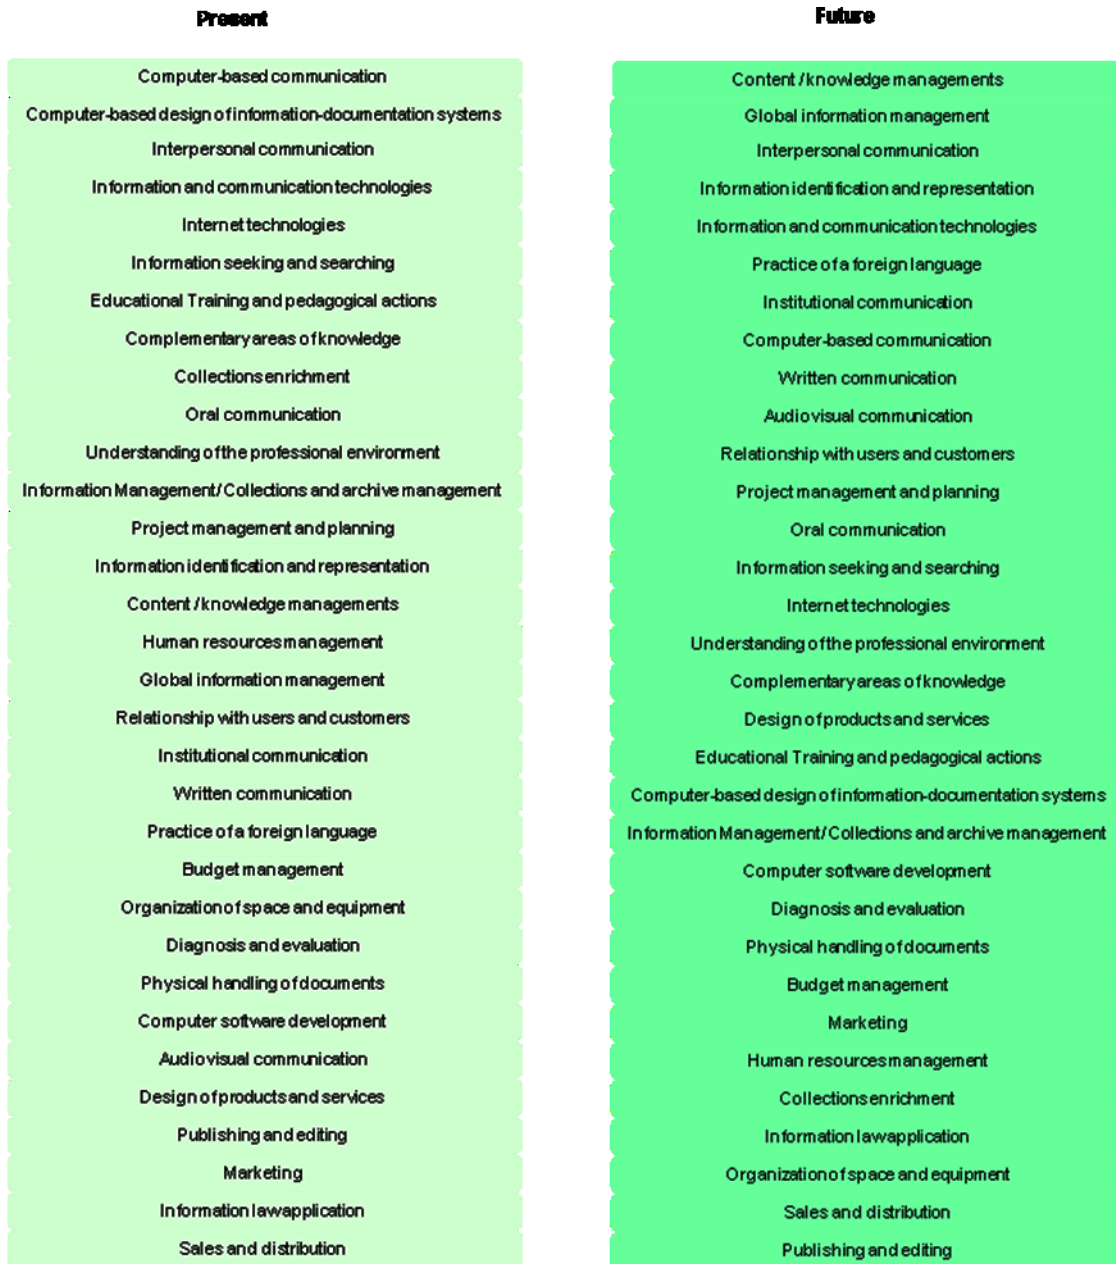 Present
Computer-based communication
Computer-based design of information-documentation systems
Interpersonal communication
Information and communication technologies
Internet technologies
Information seeking and searching
Educational Training and pedagogical actions
Complementary areas of knowledge
Collections enrichment
Oral communication
Understanding of the professional environment
Information Management/ Collections and archive management
Project management and planning
Information identification and representation
Content / knowledge managements
Human resources management
Global information management
Relationship with users and customers
Institutional communication
Written communication
Practice of a foreign language
Budget management
Organization of space and equipment
Diagnosis and evaluation
Physical handling of documents
Computer software development
Audiovisual communication
Design of products and services
Publishing and editing
Marketing
Information law application
Sales and distribution
Future
Content / knowledge managements
Global information management
Interpersonal communication
Information identification and representation
Information and communication technologies
Practice of a foreign language
Institutional communication
Computer-based communication
Written communication
Audiovisual communication
Relationship with users and customers
Project management and planning
Oral communication
Information seeking and searching
Internet technologies
Understanding of the professional environment
Complementary areas of knowledge
Design of products and services
Educational Training and pedagogical actions
Computer-based design of information-documentation systems
Information Management/ Collections and archive management
Computer software development
Diagnosis and evaluation
Physical handling of documents
Budget management
Marketing
Human resources management
Collections enrichment
Information law application
Organization of space and equipment
Sales and distribution
Publishing and editing